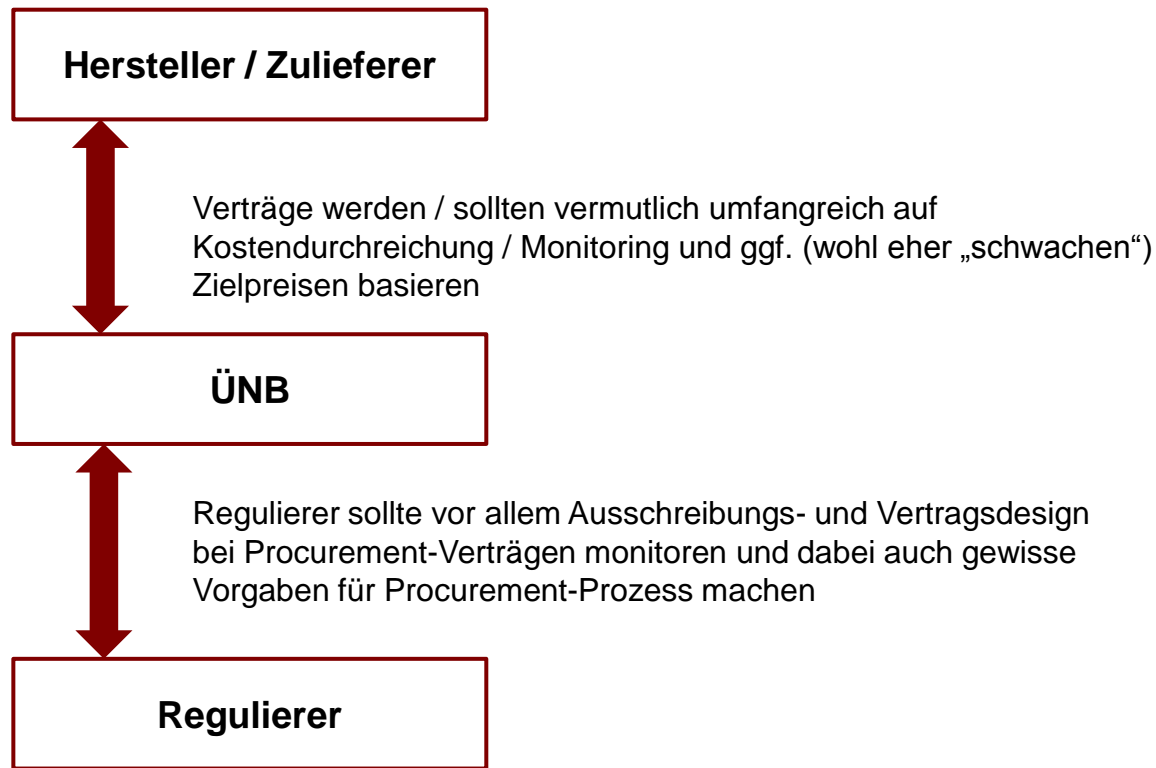 Hersteller / Zulieferer
Verträge werden / sollten vermutlich umfangreich auf
Kostendurchreichung / Monitoring und ggf. (wohl eher „schwachen“)
Zielpreisen basieren
ÜNB
Regulierer sollte vor allem Ausschreibungs- und Vertragsdesign
bei Procurement-Verträgen monitoren und dabei auch gewisse
Vorgaben für Procurement-Prozess machen
Regulierer